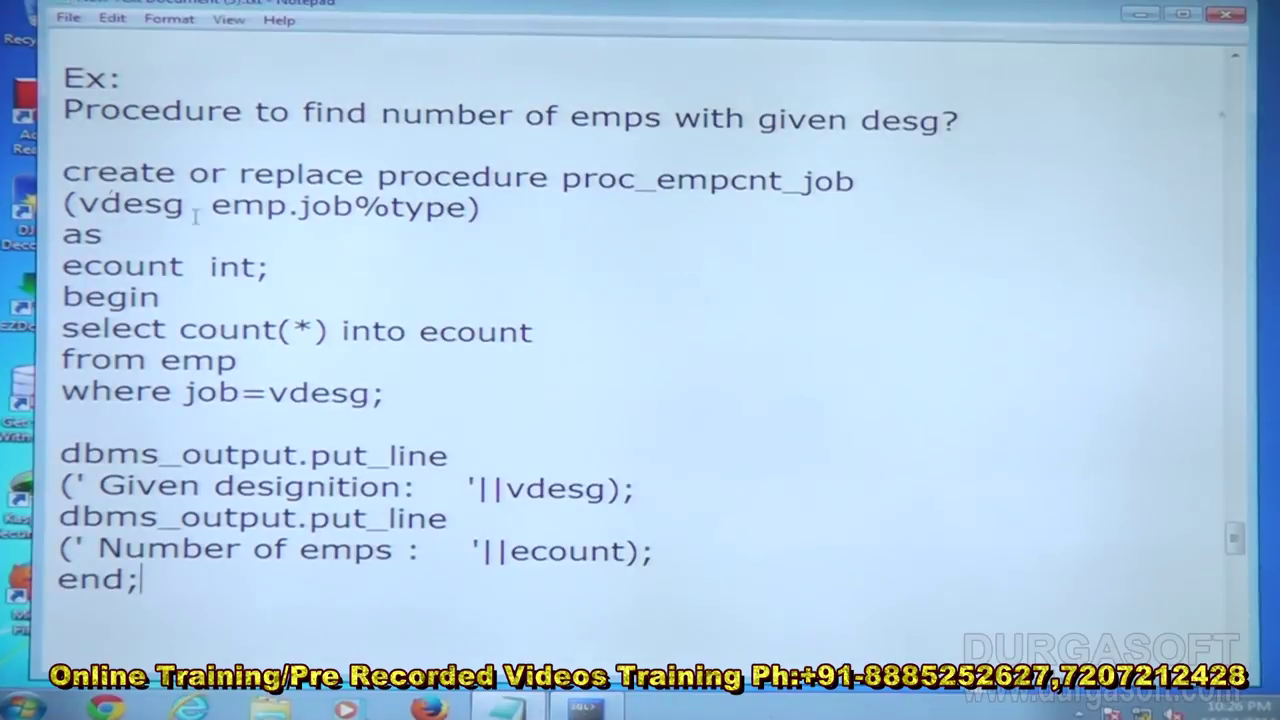 File Edit Format View Help
Ex:
Procedure to find number of emps with given desg?
create or replace procedure proc_empcnt_job
(vdesg emp.job%type)
as
ecount int;
begin
select count(*) into ecount
from emp
where job=vdesg;
dbms_output.put_line
(' Given designition: '||vdesg);
dbms_output.put_line
(' Number of emps : '||ecount);
end;
DURGASOFT
Online Training/Pre Recorded Videos Training Ph:+91-8885252627,7207212428
www.durgasoft.com
10:26 PM